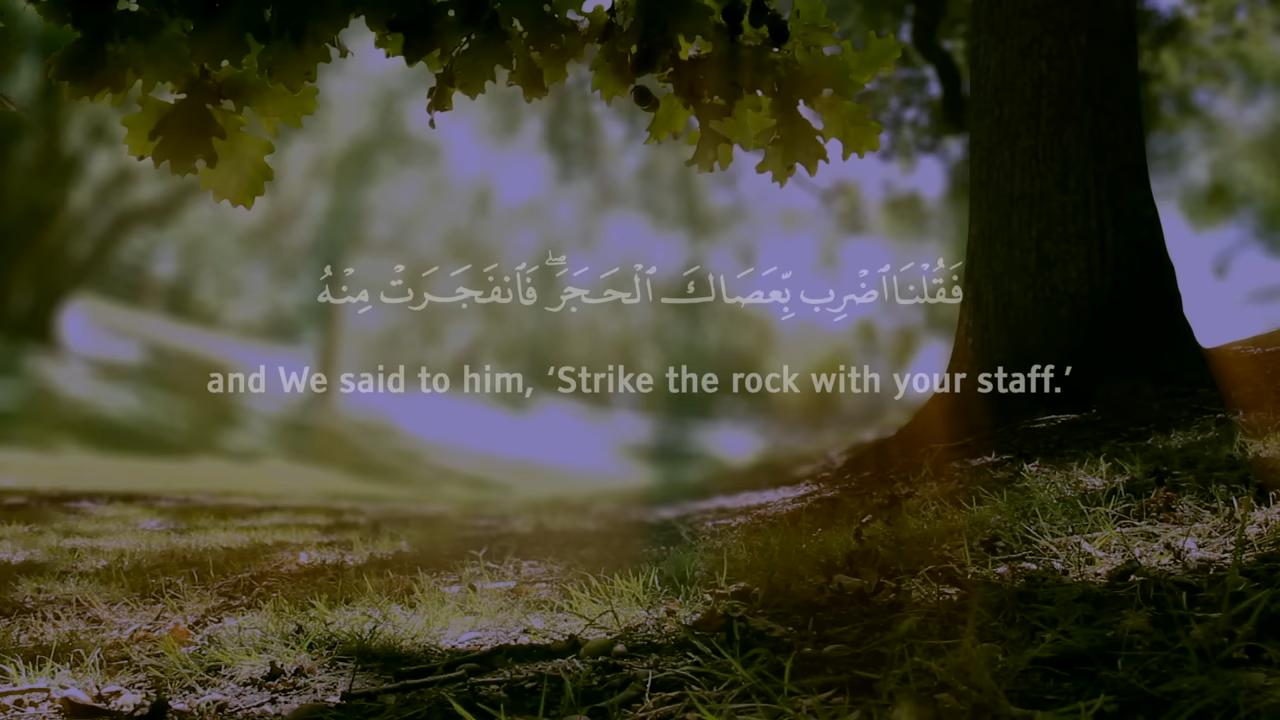 فَقُلْنَا ٱضْرِب بِّعَصَاكَ ٱلْحَجَرَ ۖ فَٱنفَجَرَتْ مِنْهُ
and We said to him, ‘Strike the rock with your staff.’